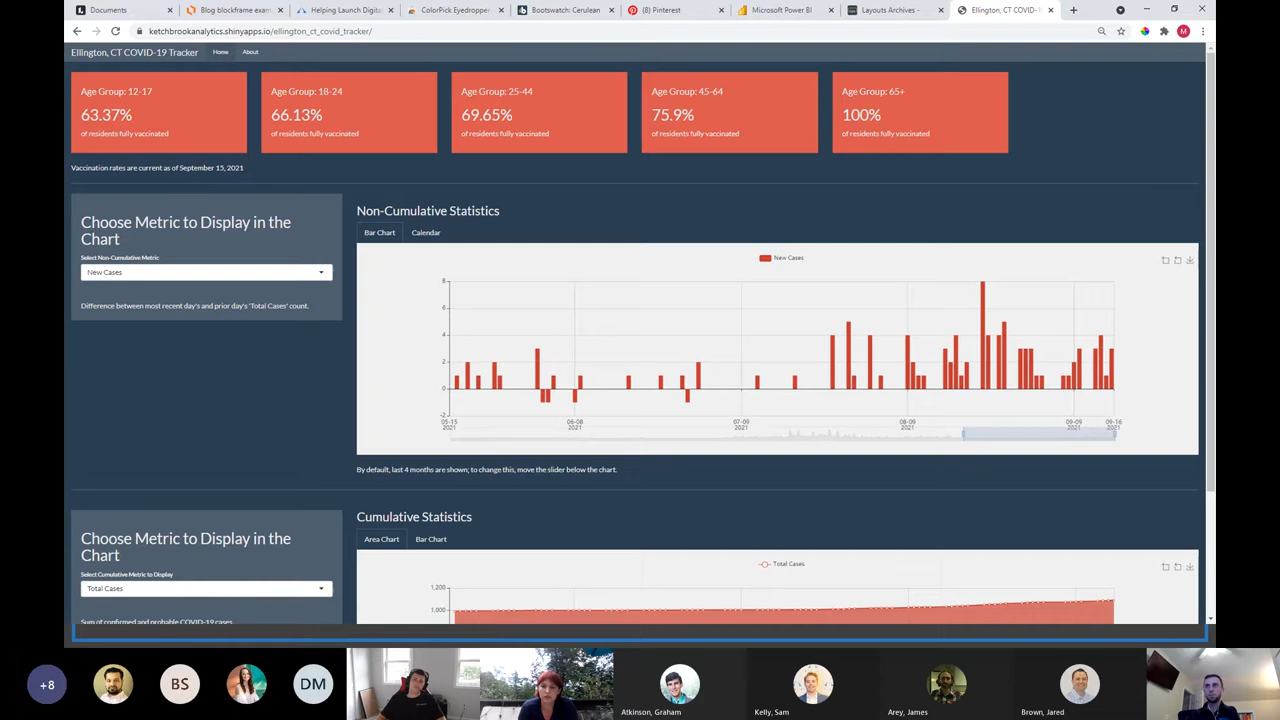 Documents
Blog blockframe exam
Helping Launch Digita
ColorPick Eyedropper
Bootswatch: Cerulean
(8) Pinterest
Microsoft Power BI
Layouts Archives -
Ellington, CT COVID-1
ketchbrookanalytics.shinyapps.io/ellington_ct_covid_tracker/
M
Ellington, CT COVID-19 Tracker Home About
Age Group: 12-17
63.37%
of residents fully vaccinated
Age Group: 18-24
66.13%
of residents fully vaccinated
Age Group: 25-44
69.65%
of residents fully vaccinated
Age Group: 45-64
75.9%
of residents fully vaccinated
Age Group: 65+
100%
of residents fully vaccinated
Vaccination rates are current as of September 15, 2021
Choose Metric to Display in the
Chart
Select Non-Cumulative Metric
New Cases
Difference between most recent day's and prior day's 'Total Cases' count.
Non-Cumulative Statistics
Bar Chart Calendar
New Cases
8
6
4
2
0
-2
05-15
2021
06-08
2021
07-09
2021
08-09
2021
09-09
2021
09-16
2021
By default, last 4 months are shown; to change this, move the slider below the chart.
Choose Metric to Display in the
Chart
Select Cumulative Metric to Display
Total Cases
Sum of confirmed and probable COVID-19 cases
Cumulative Statistics
Area Chart Bar Chart
Total Cases
1,200
1,000
+8
BS
DM
Atkinson, Graham
Kelly, Sam
Arey, James
Brown, Jared